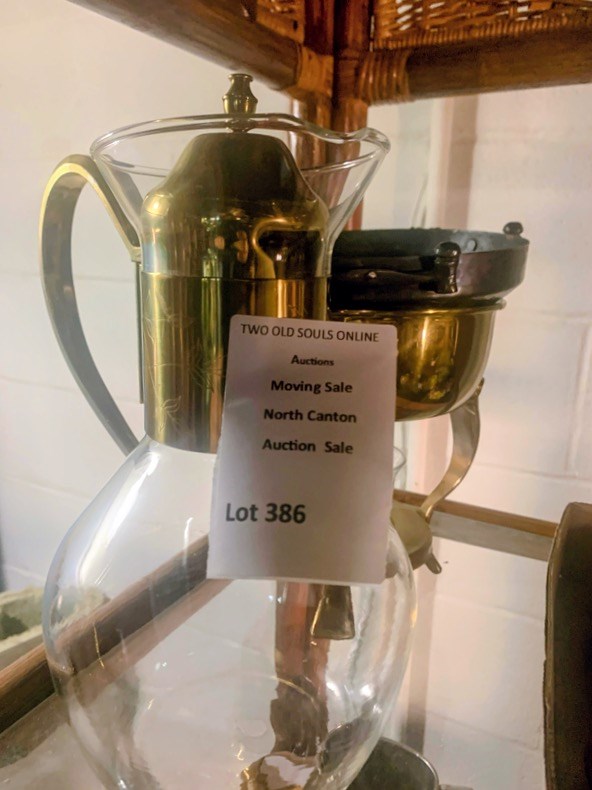 TWO OLD SOULS ONLINE
Auctions
Moving Sale
North Canton
Auction Sale
Lot 386